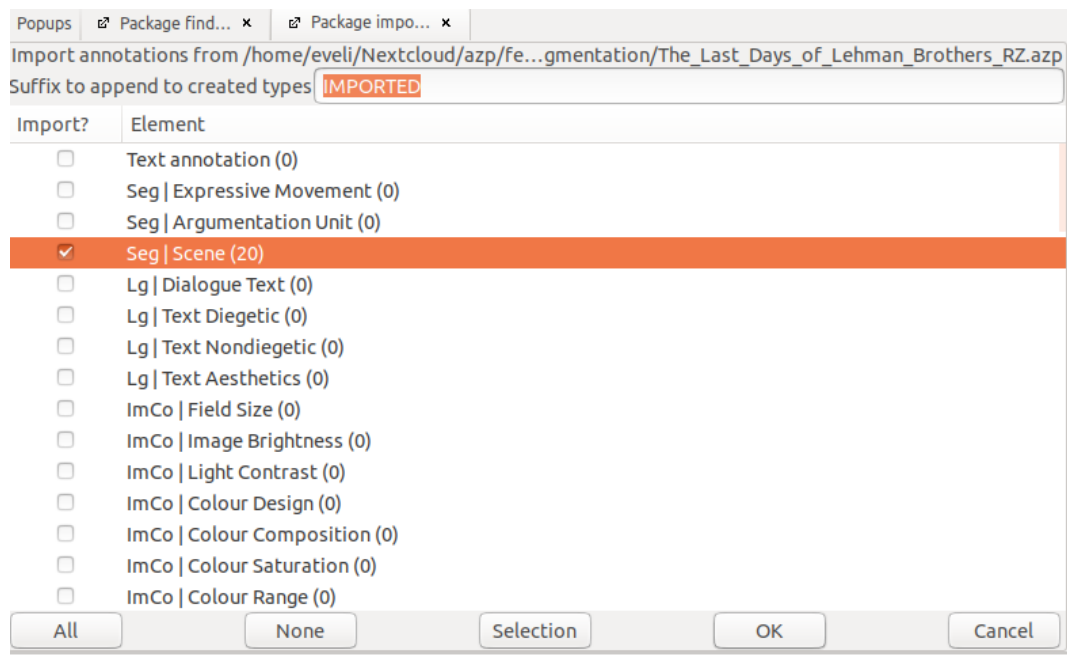 Popups Package find... × Package impo... ×
Import annotations from /home/eveli/Nextcloud/azp/fe...gmentation/The_Last_Days_of_Lehman_Brothers_RZ.azp
Suffix to append to created types IMPORTED
Import? Element
Text annotation (0)
Seg | Expressive Movement (0)
Seg | Argumentation Unit (0)
Seg | Scene (20)
Lg | Dialogue Text (0)
Lg | Text Diegetic (0)
Lg | Text Nondiegetic (0)
Lg | Text Aesthetics (0)
ImCo | Field Size (0)
ImCo | Image Brightness (0)
ImCo | Light Contrast (0)
ImCo | Colour Design (0)
ImCo | Colour Composition (0)
ImCo | Colour Saturation (0)
ImCo | Colour Range (0)
All None Selection OK Cancel